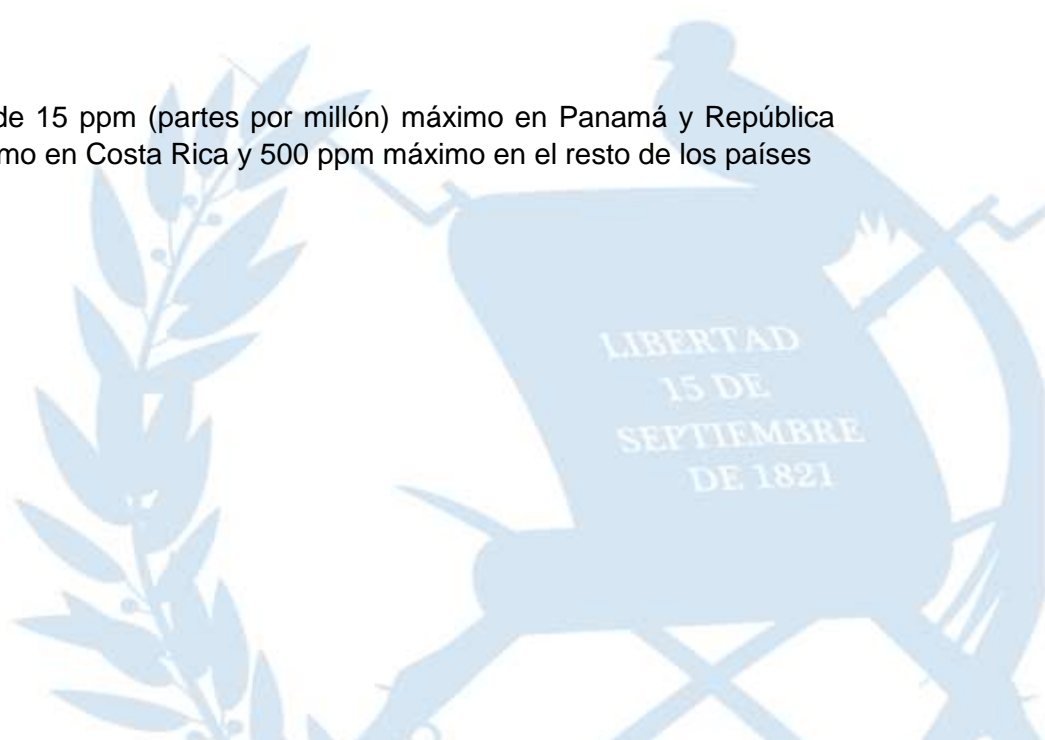 de 15 ppm (partes por millón) máximo en Panamá y República
mo en Costa Rica y 500 ppm máximo en el resto de los países
LIBERTAD
15 DE
SEPTIEMBRE
DE 1821